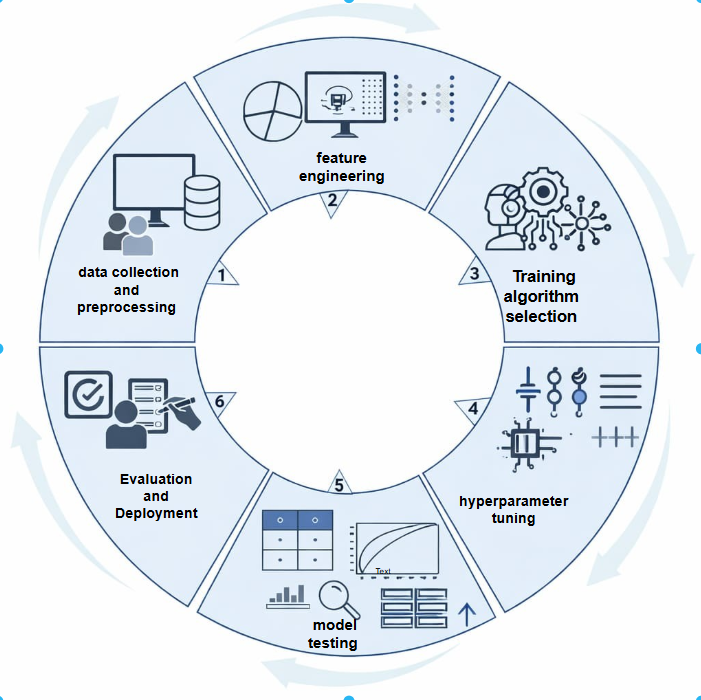 1
data collection
and
preprocessing
2
feature
engineering
3
Training
algorithm
selection
4
hyperparameter
tuning
5
Text
model
testing
6
Evaluation
and
Deployment